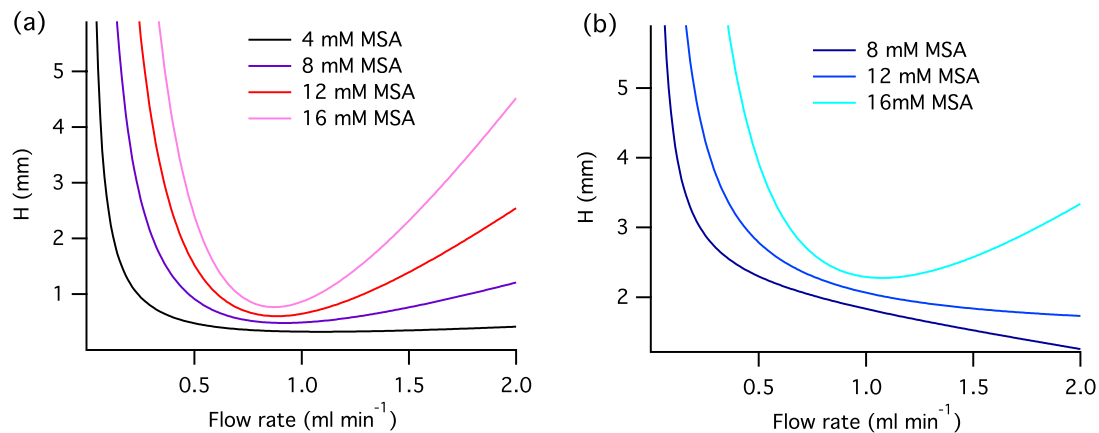 (a)
4 mM MSA
8 mM MSA
12 mM MSA
16 mM MSA
H (mm)
5
4
3
2
1
0.5
1.0
1.5
2.0
Flow rate (ml min⁻¹)
(b)
8 mM MSA
12 mM MSA
16mM MSA
H (mm)
5
4
3
2
0.5
1.0
1.5
2.0
Flow rate (ml min⁻¹)